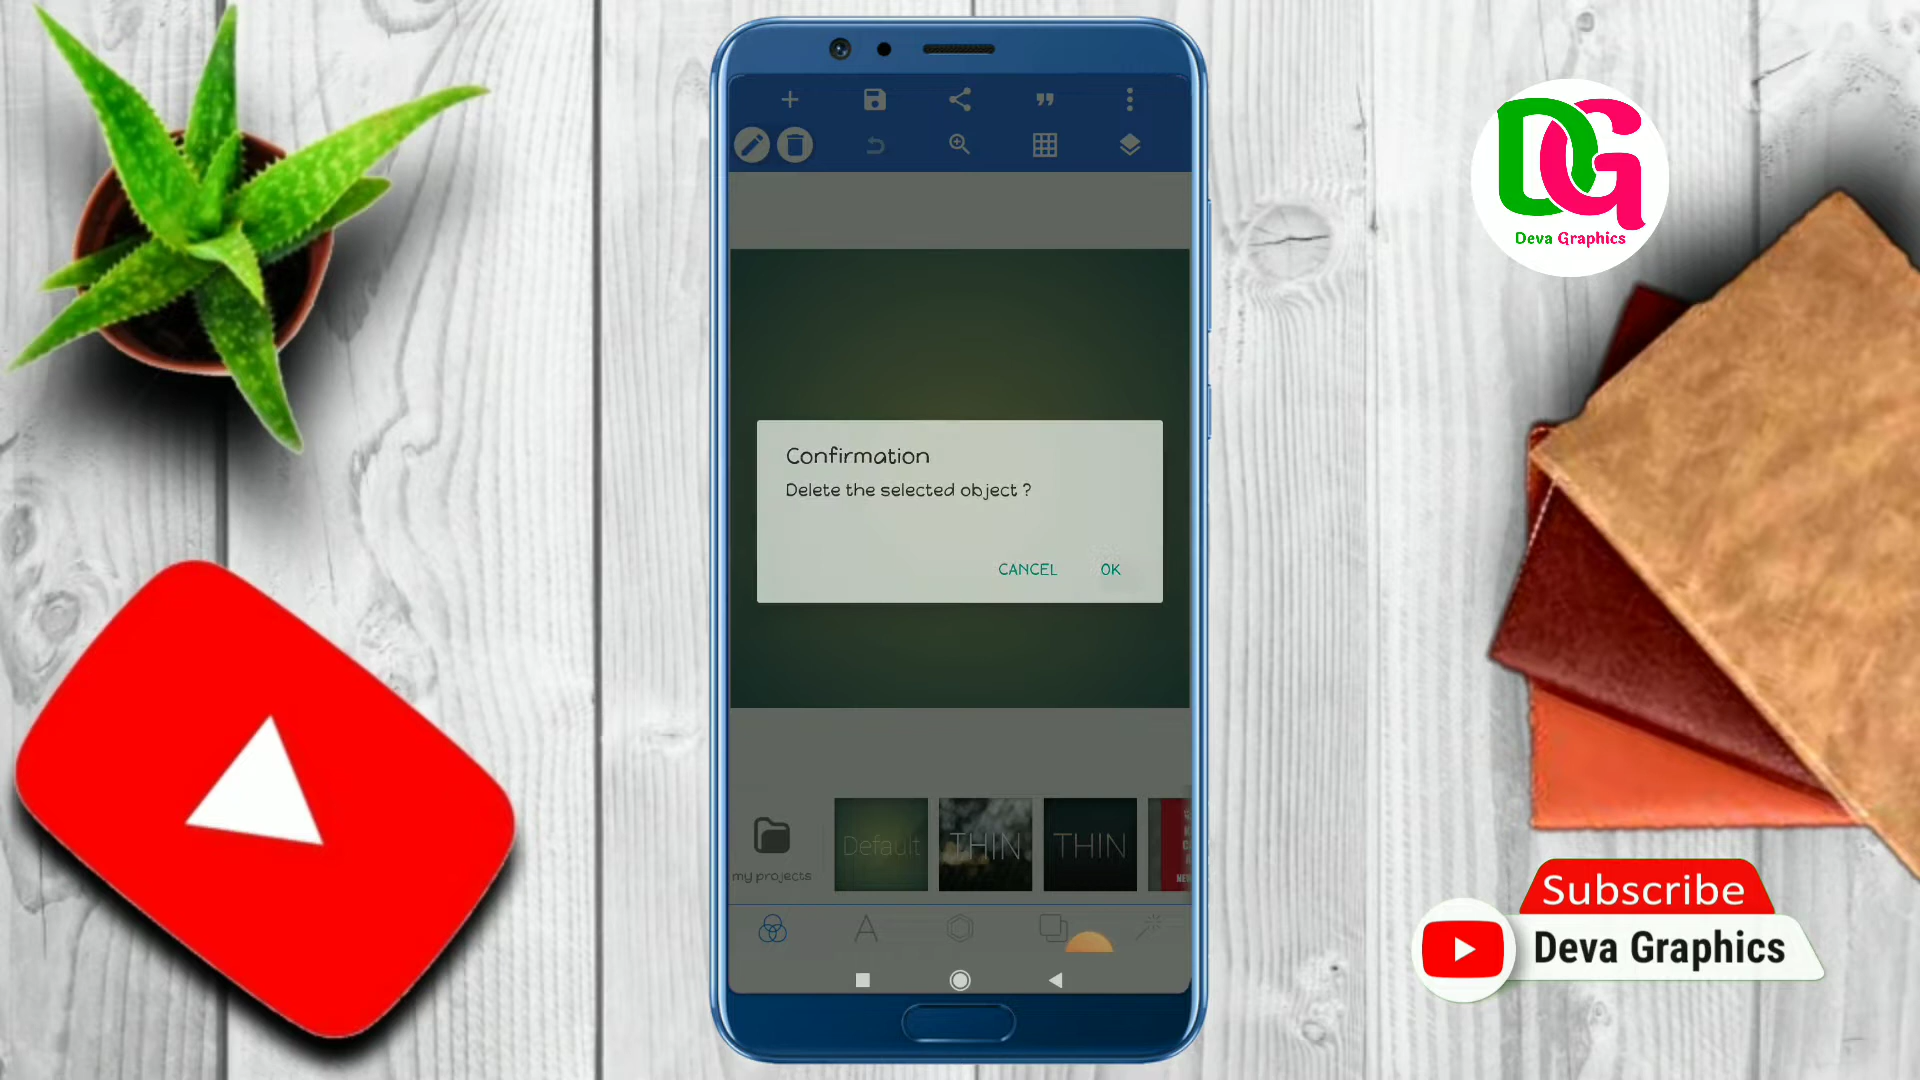 Deva Graphics
Confirmation
Delete the selected object ?
CANCEL
OK
Default
THIN
THIN
my projects
Subscribe
Deva Graphics